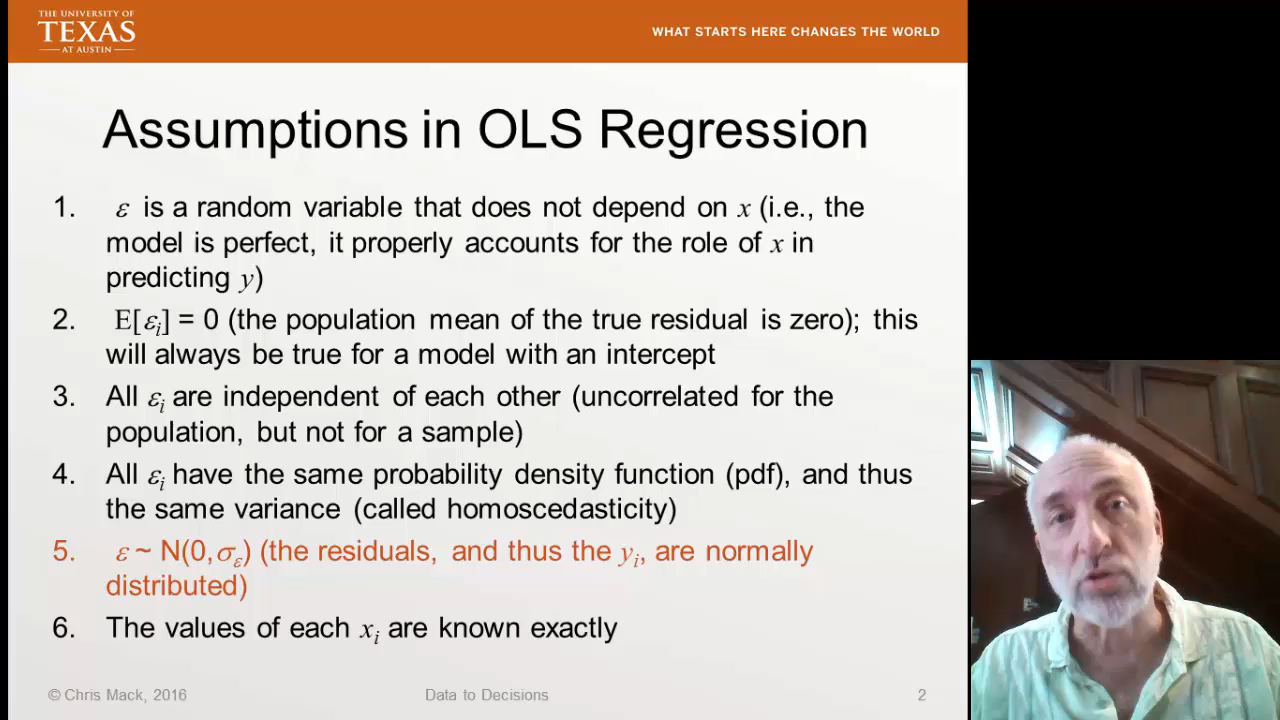 THE UNIVERSITY OF
TEXAS
AT AUSTIN
WHAT STARTS HERE CHANGES THE WORLD
Assumptions in OLS Regression
1. ε is a random variable that does not depend on x (i.e., the
model is perfect, it properly accounts for the role of x in
predicting y)
2. E[εᵢ] = 0 (the population mean of the true residual is zero); this
will always be true for a model with an intercept
3. All εᵢ are independent of each other (uncorrelated for the
population, but not for a sample)
4. All εᵢ have the same probability density function (pdf), and thus
the same variance (called homoscedasticity)
5. ε ~ N(0,σ_ε) (the residuals, and thus the yᵢ, are normally
distributed)
6. The values of each xᵢ are known exactly
© Chris Mack, 2016
Data to Decisions
2